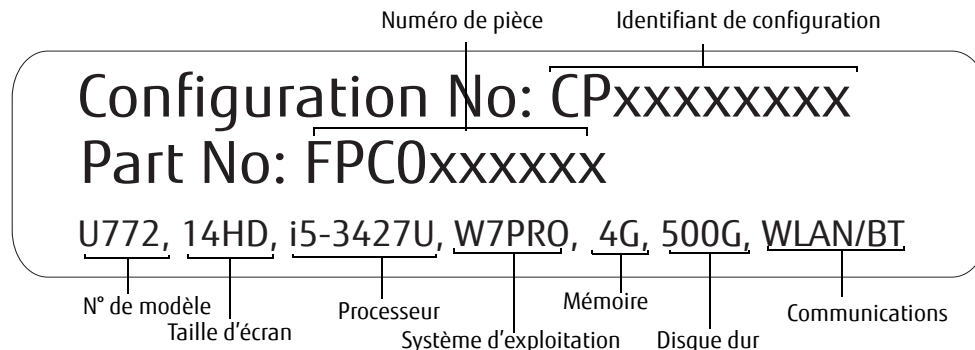 Numéro de pièce Identifiant de configuration
Configuration No: CPxxxxxxxx
Part No: FPC0xxxxxx
U772, 14HD, i5-3427U, W7PRO, 4G, 500G, WLAN/BT
N° de modèle Processeur Mémoire Communications
Taille d'écran Système d'exploitation Disque dur